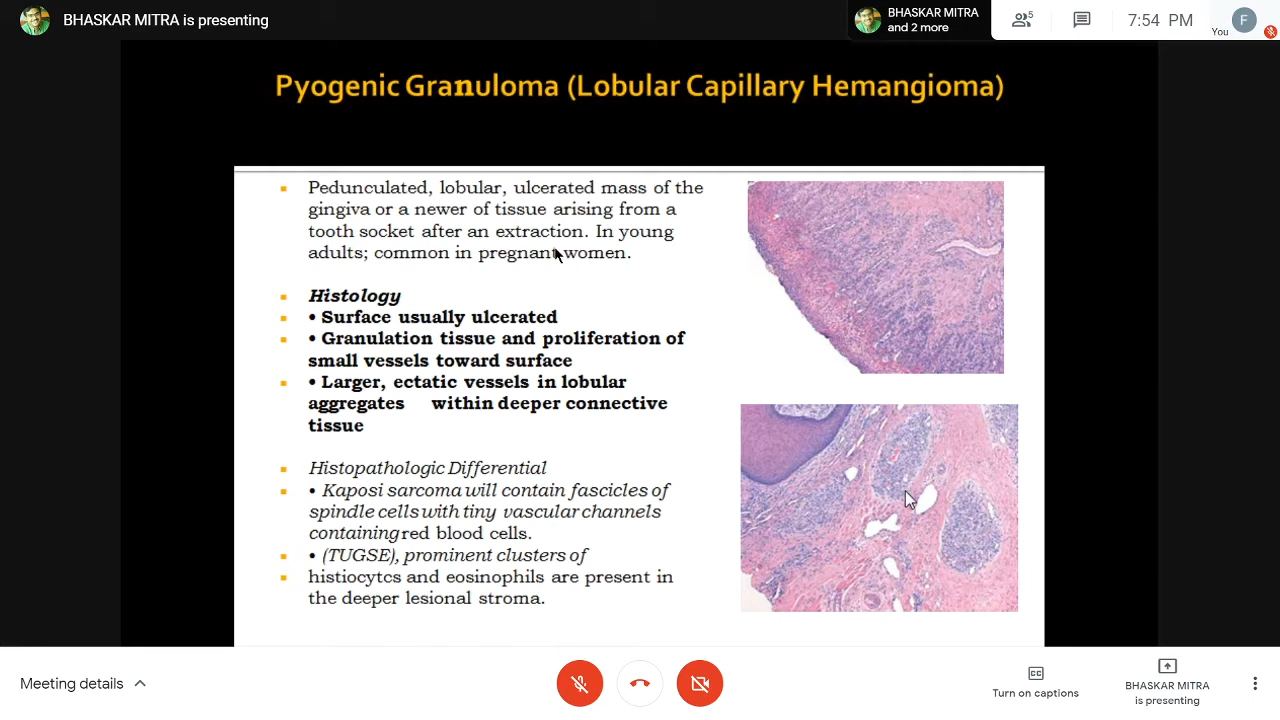 BHASKAR MITRA is presenting
BHASKAR MITRA
and 2 more
5
7:54 PM
You
F
Pyogenic Granuloma (Lobular Capillary Hemangioma)
Pedunculated, lobular, ulcerated mass of the
gingiva or a newer of tissue arising from a
tooth socket after an extraction. In young
adults; common in pregnant women.
Histology
• Surface usually ulcerated
• Granulation tissue and proliferation of
small vessels toward surface
• Larger, ectatic vessels in lobular
aggregates within deeper connective
tissue
Histopathologic Differential
• Kaposi sarcoma will contain fascicles of
spindle cells with tiny vascular channels
containing red blood cells.
• (TUGSE), prominent clusters of
histiocytcs and eosinophils are present in
the deeper lesional stroma.
Meeting details
CC
Turn on captions
BHASKAR MITRA
is presenting